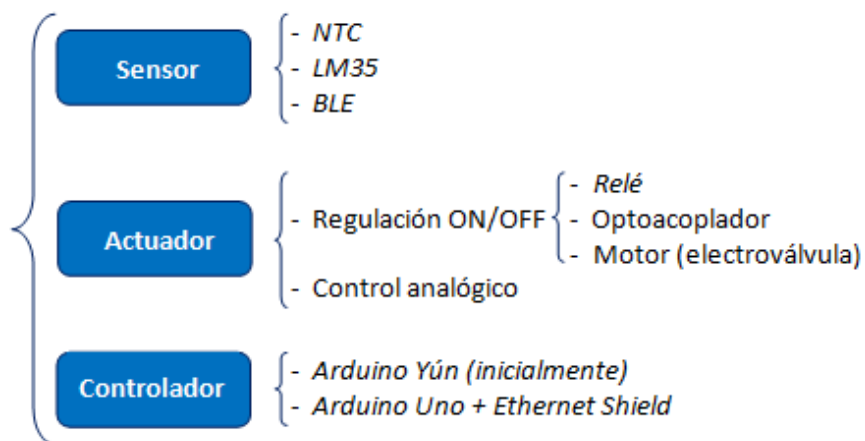 Sensor
- NTC
- LM35
- BLE
Actuador
- Regulación ON/OFF
- Relé
- Optoacoplador
- Motor (electroválvula)
- Control analógico
Controlador
- Arduino Yún (inicialmente)
- Arduino Uno + Ethernet Shield